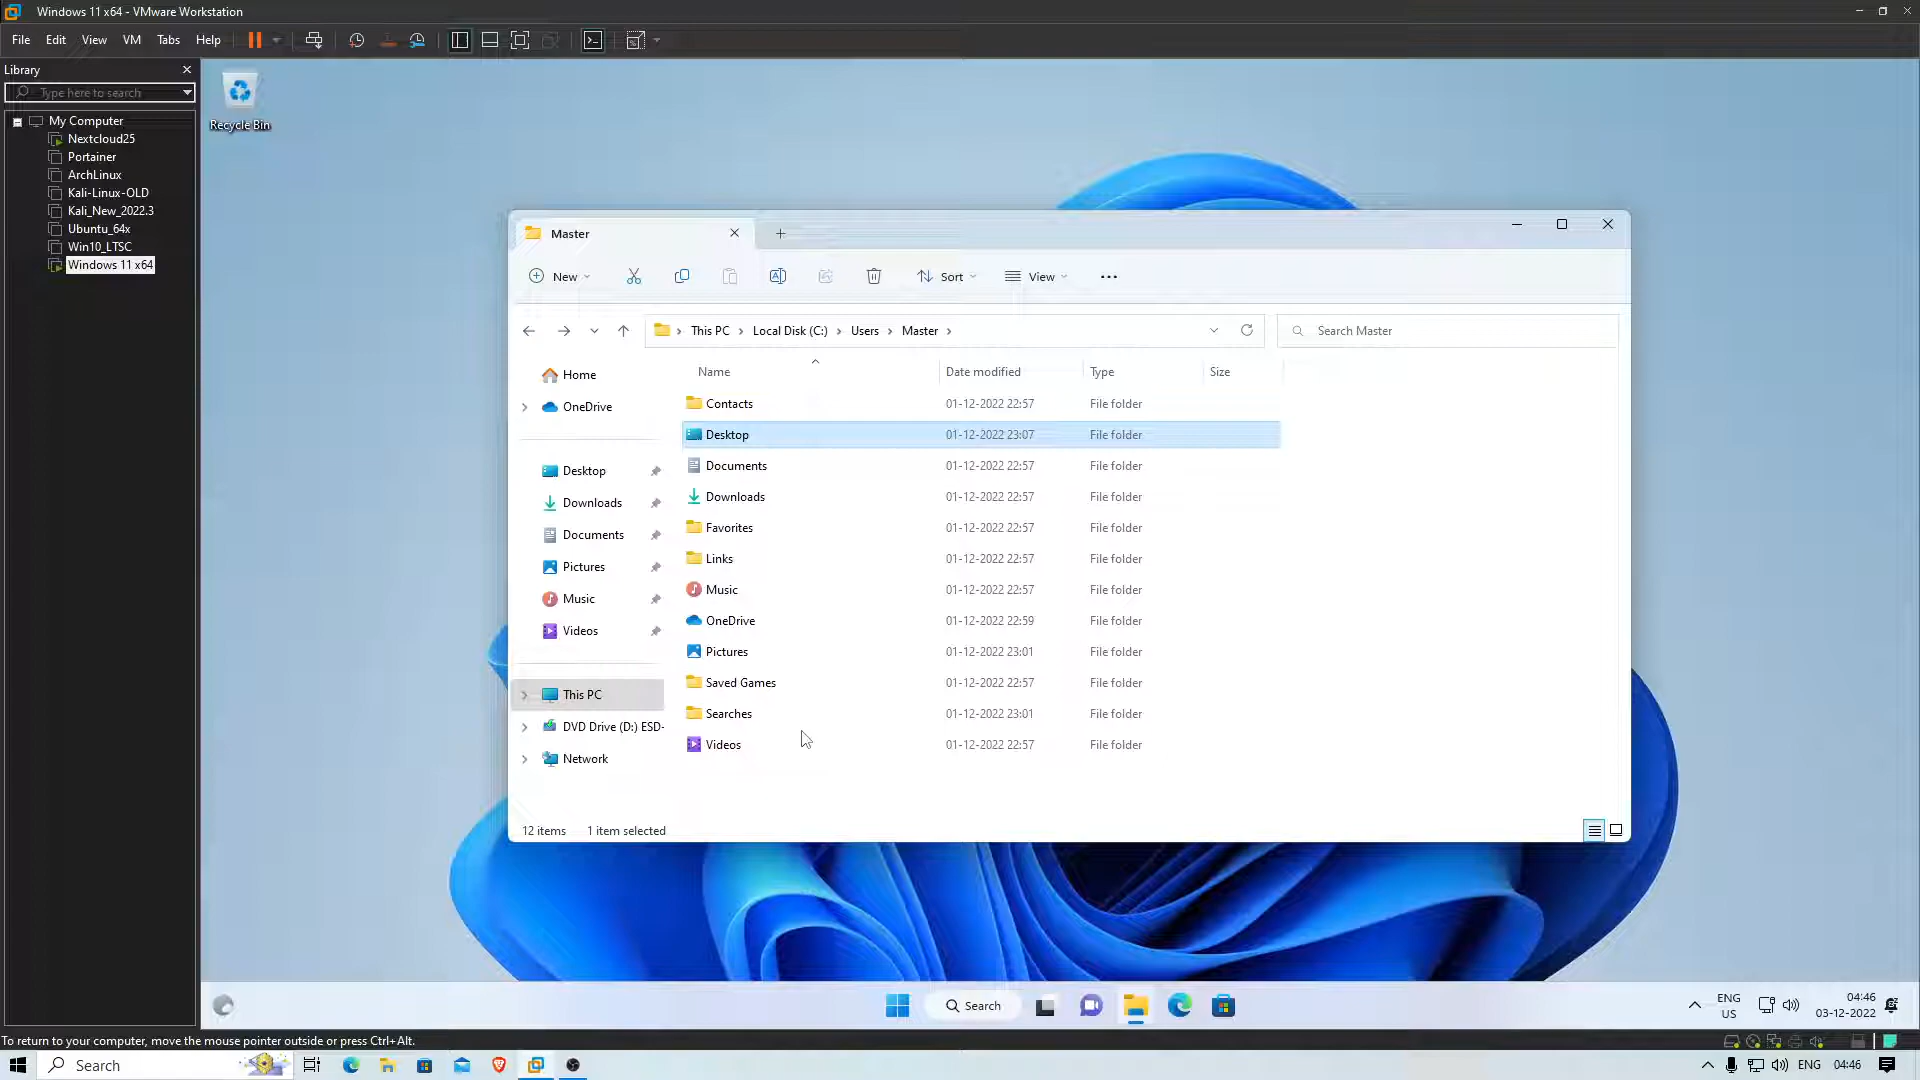 Windows 11 x64 - VMware Workstation
File Edit View VM Tabs Help
Library
Type here to search
My Computer
Nextcloud25
Portainer
ArchLinux
Kali-Linux-OLD
Kali_New_2022.3
Ubuntu_64x
Win10_LTSC
Windows 11 x64
Recycle Bin
Master
New Sort View
This PC Local Disk (C:) Users Master
Search Master
Home
OneDrive
Desktop
Downloads
Documents
Pictures
Music
Videos
This PC
DVD Drive (D:) ESD-
Network
Name Date modified Type Size
Contacts 01-12-2022 22:57 File folder
Desktop 01-12-2022 23:07 File folder
Documents 01-12-2022 22:57 File folder
Downloads 01-12-2022 22:57 File folder
Favorites 01-12-2022 22:57 File folder
Links 01-12-2022 22:57 File folder
Music 01-12-2022 22:57 File folder
OneDrive 01-12-2022 22:59 File folder
Pictures 01-12-2022 23:01 File folder
Saved Games 01-12-2022 22:57 File folder
Searches 01-12-2022 23:01 File folder
Videos 01-12-2022 22:57 File folder
12 items 1 item selected
Search
ENG
US
04:46
03-12-2022
To return to your computer, move the mouse pointer outside or press Ctrl+Alt.
Search
ENG 04:46